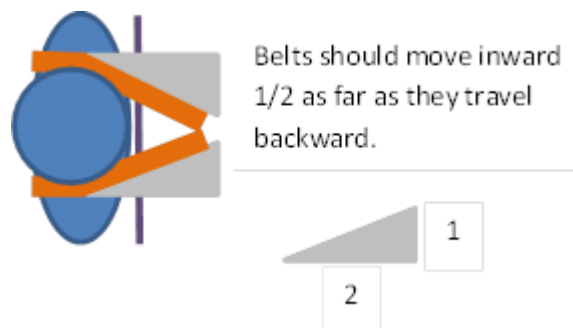 Belts should move inward
1/2 as far as they travel
backward.
1
2